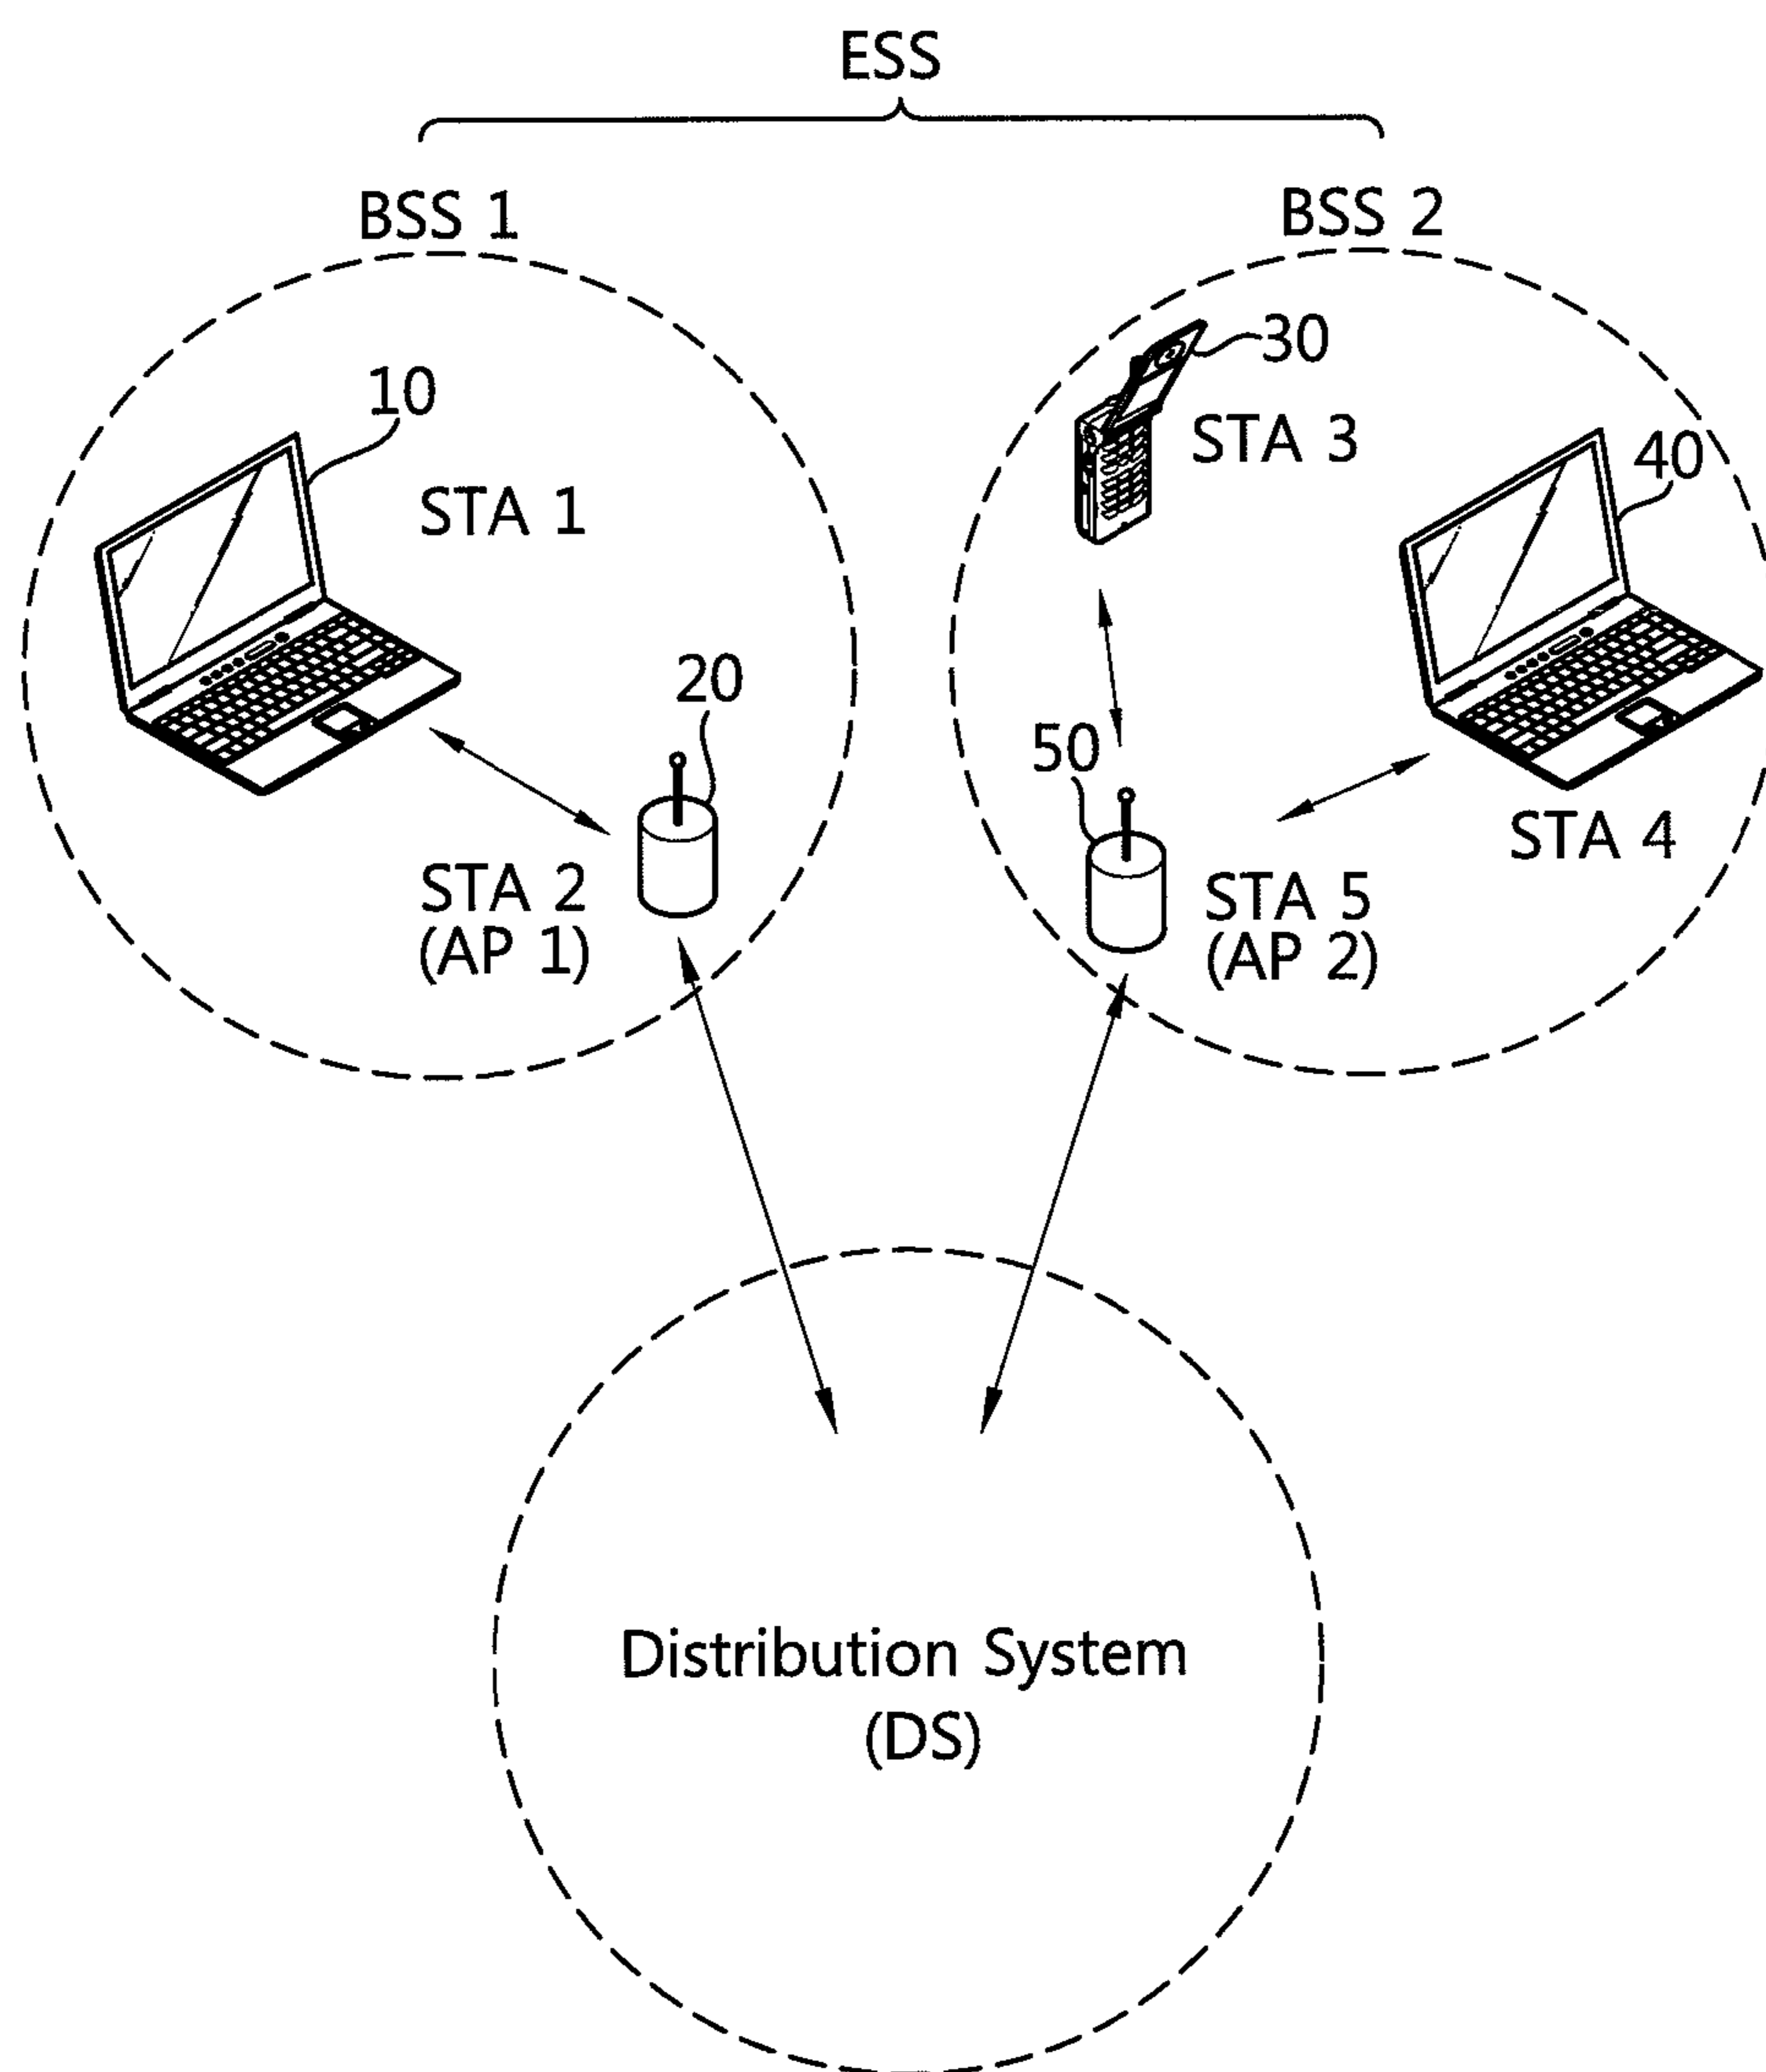 ESS
BSS 1
BSS 2
10
STA 1
20
STA 2
(AP 1)
30
STA 3
40
50
STA 4
STA 5
(AP 2)
Distribution System
(DS)